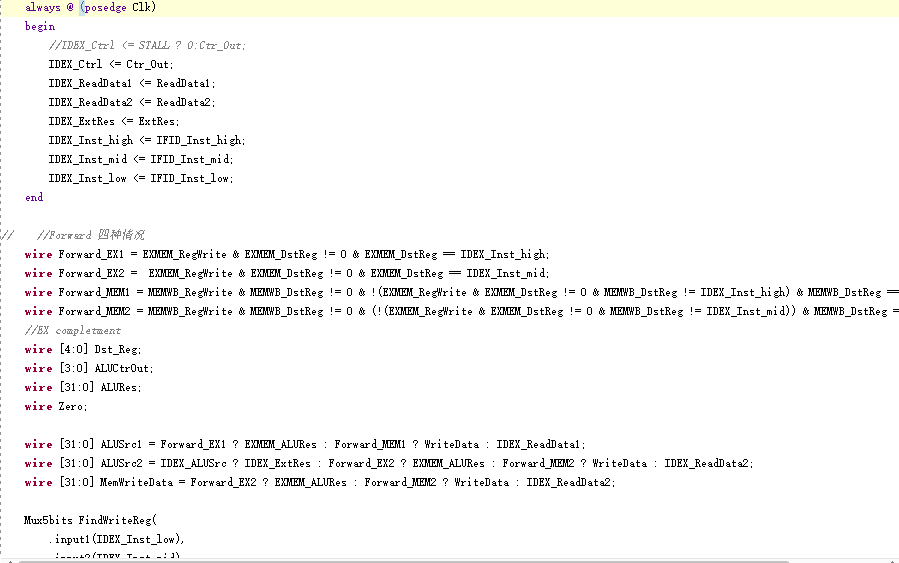 always @ (posedge Clk)
begin
//IDEX_Ctrl <= STALL ? 0:Ctr_Out;
IDEX_Ctrl <= Ctr_Out;
IDEX_ReadData1 <= ReadData1;
IDEX_ReadData2 <= ReadData2;
IDEX_ExtRes <= ExtRes;
IDEX_Inst_high <= IFID_Inst_high;
IDEX_Inst_mid <= IFID_Inst_mid;
IDEX_Inst_low <= IFID_Inst_low;
end
// //Forward 四种情况
wire Forward_EX1 = EXMEM_RegWrite & EXMEM_DstReg != 0 & EXMEM_DstReg == IDEX_Inst_high;
wire Forward_EX2 = EXMEM_RegWrite & EXMEM_DstReg != 0 & EXMEM_DstReg == IDEX_Inst_mid;
wire Forward_MEM1 = MEMWB_RegWrite & MEMWB_DstReg != 0 & !(EXMEM_RegWrite & EXMEM_DstReg != 0 & MEMWB_DstReg != IDEX_Inst_high) & MEMWB_DstReg ==
wire Forward_MEM2 = MEMWB_RegWrite & MEMWB_DstReg != 0 & (!(EXMEM_RegWrite & EXMEM_DstReg != 0 & MEMWB_DstReg != IDEX_Inst_mid)) & MEMWB_DstReg =
//EX completment
wire [4:0] Dst_Reg;
wire [3:0] ALUCtrOut;
wire [31:0] ALURes;
wire Zero;
wire [31:0] ALUSrc1 = Forward_EX1 ? EXMEM_ALURes : Forward_MEM1 ? WriteData : IDEX_ReadData1;
wire [31:0] ALUSrc2 = IDEX_ALUSrc ? IDEX_ExtRes : Forward_EX2 ? EXMEM_ALURes : Forward_MEM2 ? WriteData : IDEX_ReadData2;
wire [31:0] MemWriteData = Forward_EX2 ? EXMEM_ALURes : Forward_MEM2 ? WriteData : IDEX_ReadData2;
Mux5bits FindWriteReg(
.input1(IDEX_Inst_low),
.input2(IDEX_Inst_mid)